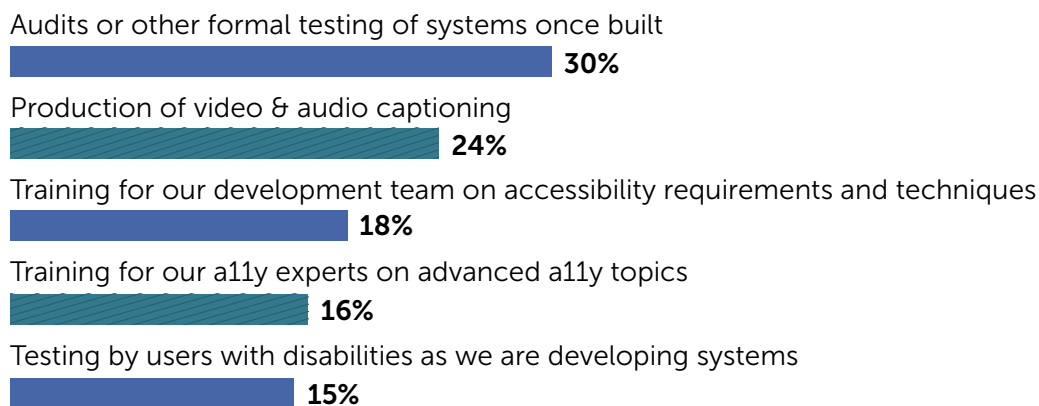 Audits or other formal testing of systems once built
30%
Production of video & audio captioning
24%
Training for our development team on accessibility requirements and techniques
18%
Training for our a11y experts on advanced a11y topics
16%
Testing by users with disabilities as we are developing systems
15%